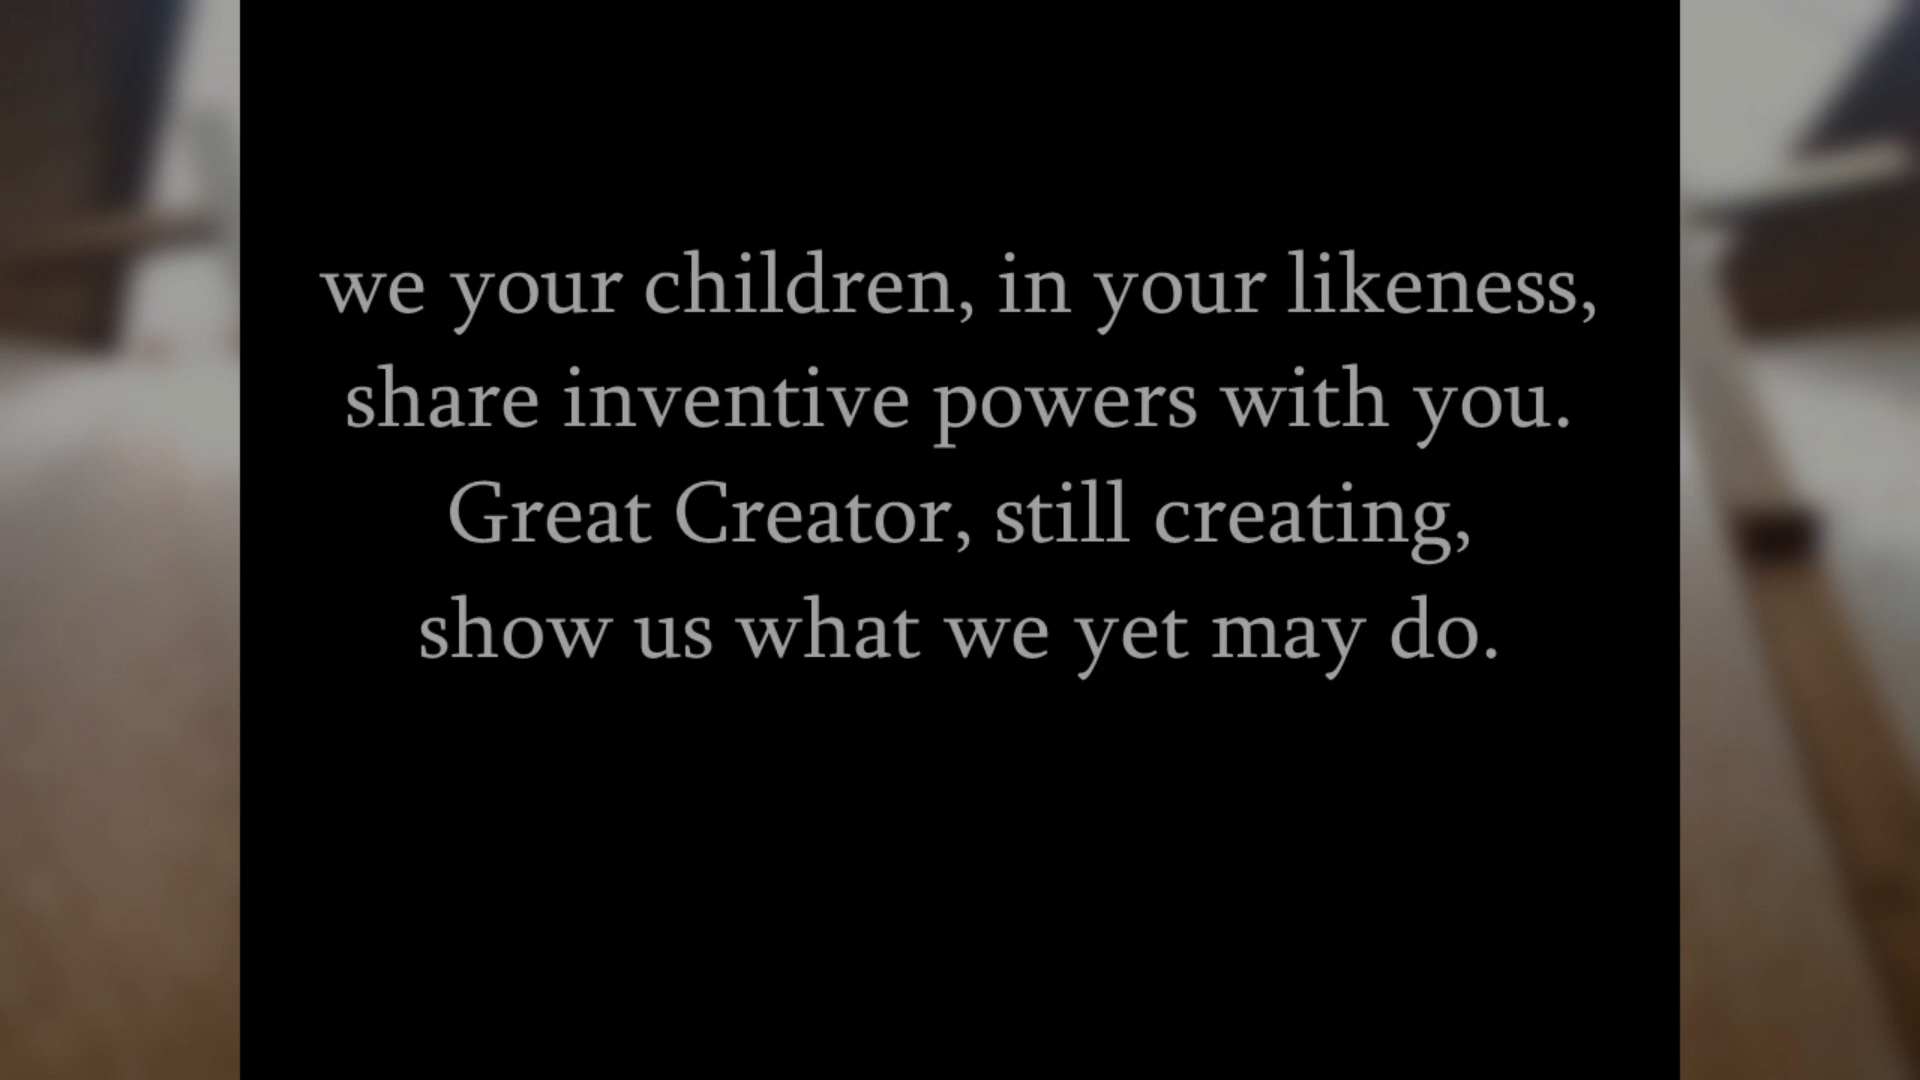 we your children, in your likeness,
share inventive powers with you.
Great Creator, still creating,
show us what we yet may do.